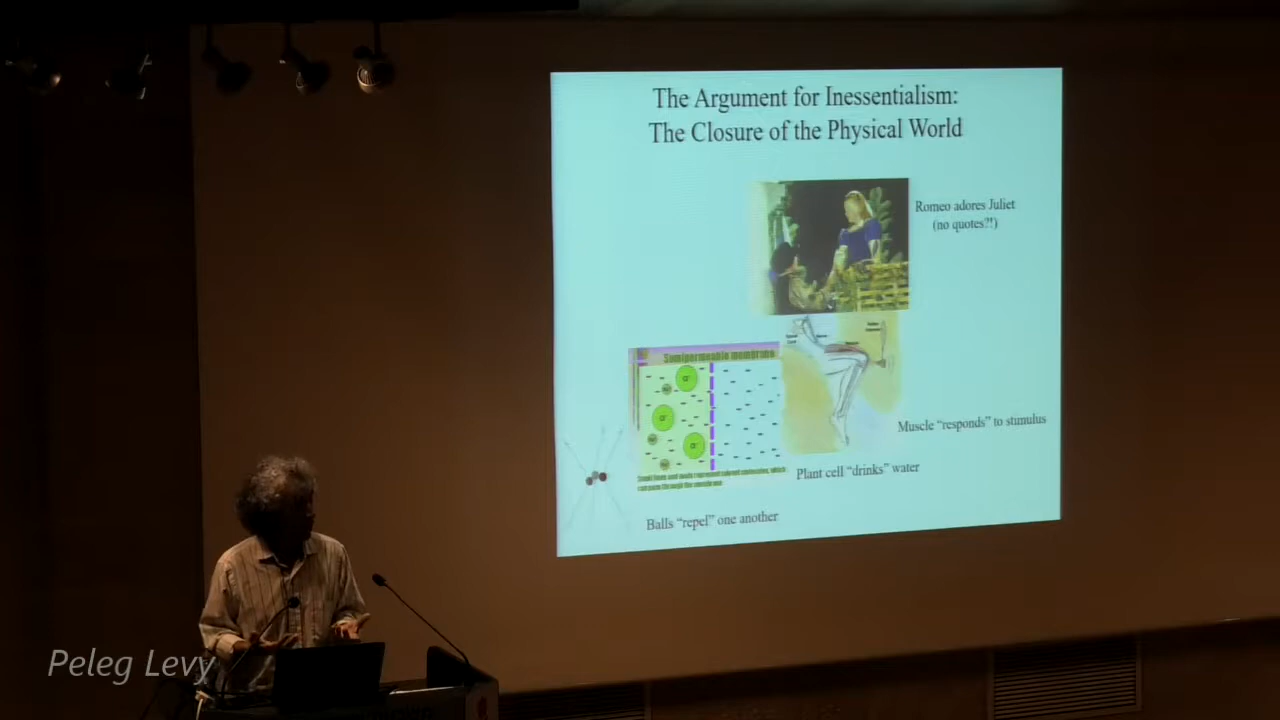 The Argument for Inessentialism:
The Closure of the Physical World
Romeo adores Juliet
(no quotes?!)
Semipermeable membrane
Muscle “responds” to stimulus
Plant cell “drinks” water
Balls “repel” one another
Peleg Levy